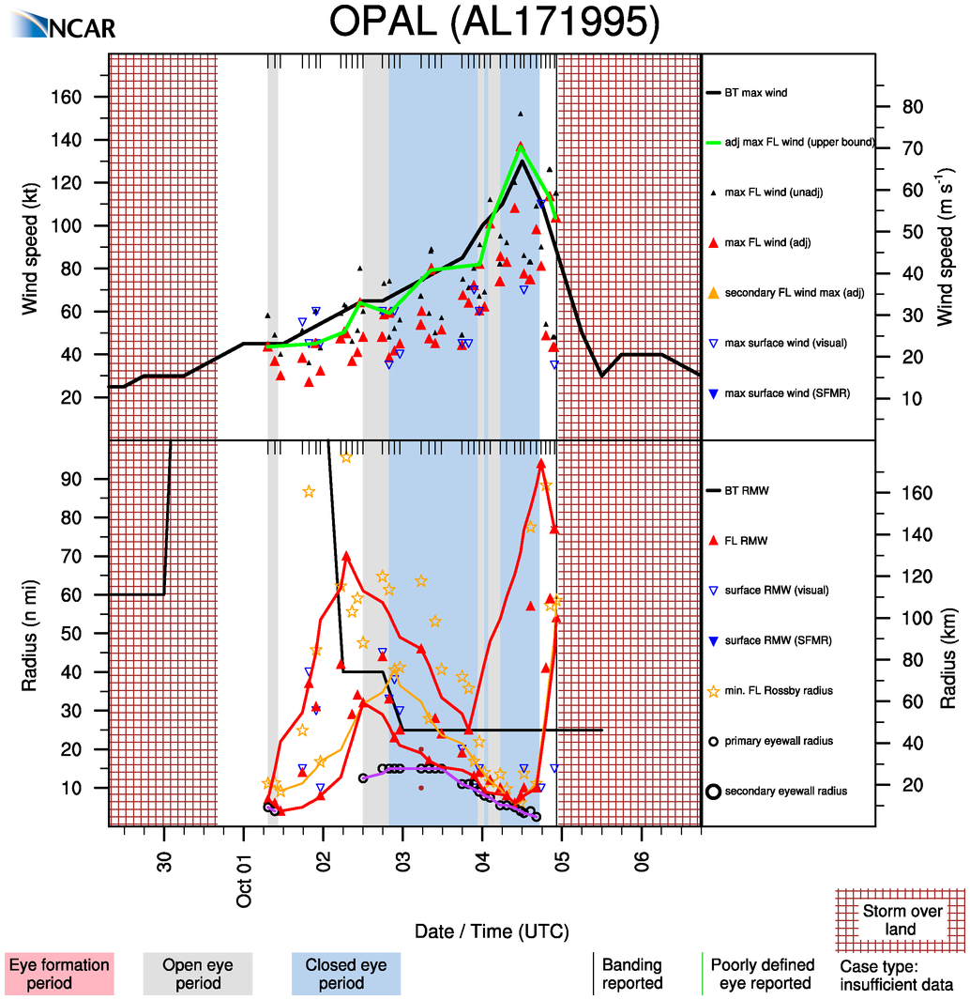 NCAR
OPAL (AL171995)
Wind speed (kt)
160
140
120
100
80
60
40
20
80
70
60
50
40
30
20
10
Wind speed (m s-1)
BT max wind
adj max FL wind (upper bound)
max FL wind (unadj)
max FL wind (adj)
secondary FL wind max (adj)
max surface wind (visual)
max surface wind (SFMR)
Radius (n mi)
90
80
70
60
50
40
30
20
10
160
140
120
100
80
60
40
20
Radius (km)
BT RMW
FL RMW
surface RMW (visual)
surface RMW (SFMR)
min. FL Rossby radius
primary eyewall radius
secondary eyewall radius
30
Oct 01
02
03
04
05
06
Date / Time (UTC)
Storm over
land
Eye formation
period
Open eye
period
Closed eye
period
Banding
reported
Poorly defined
eye reported
Case type:
insufficient data